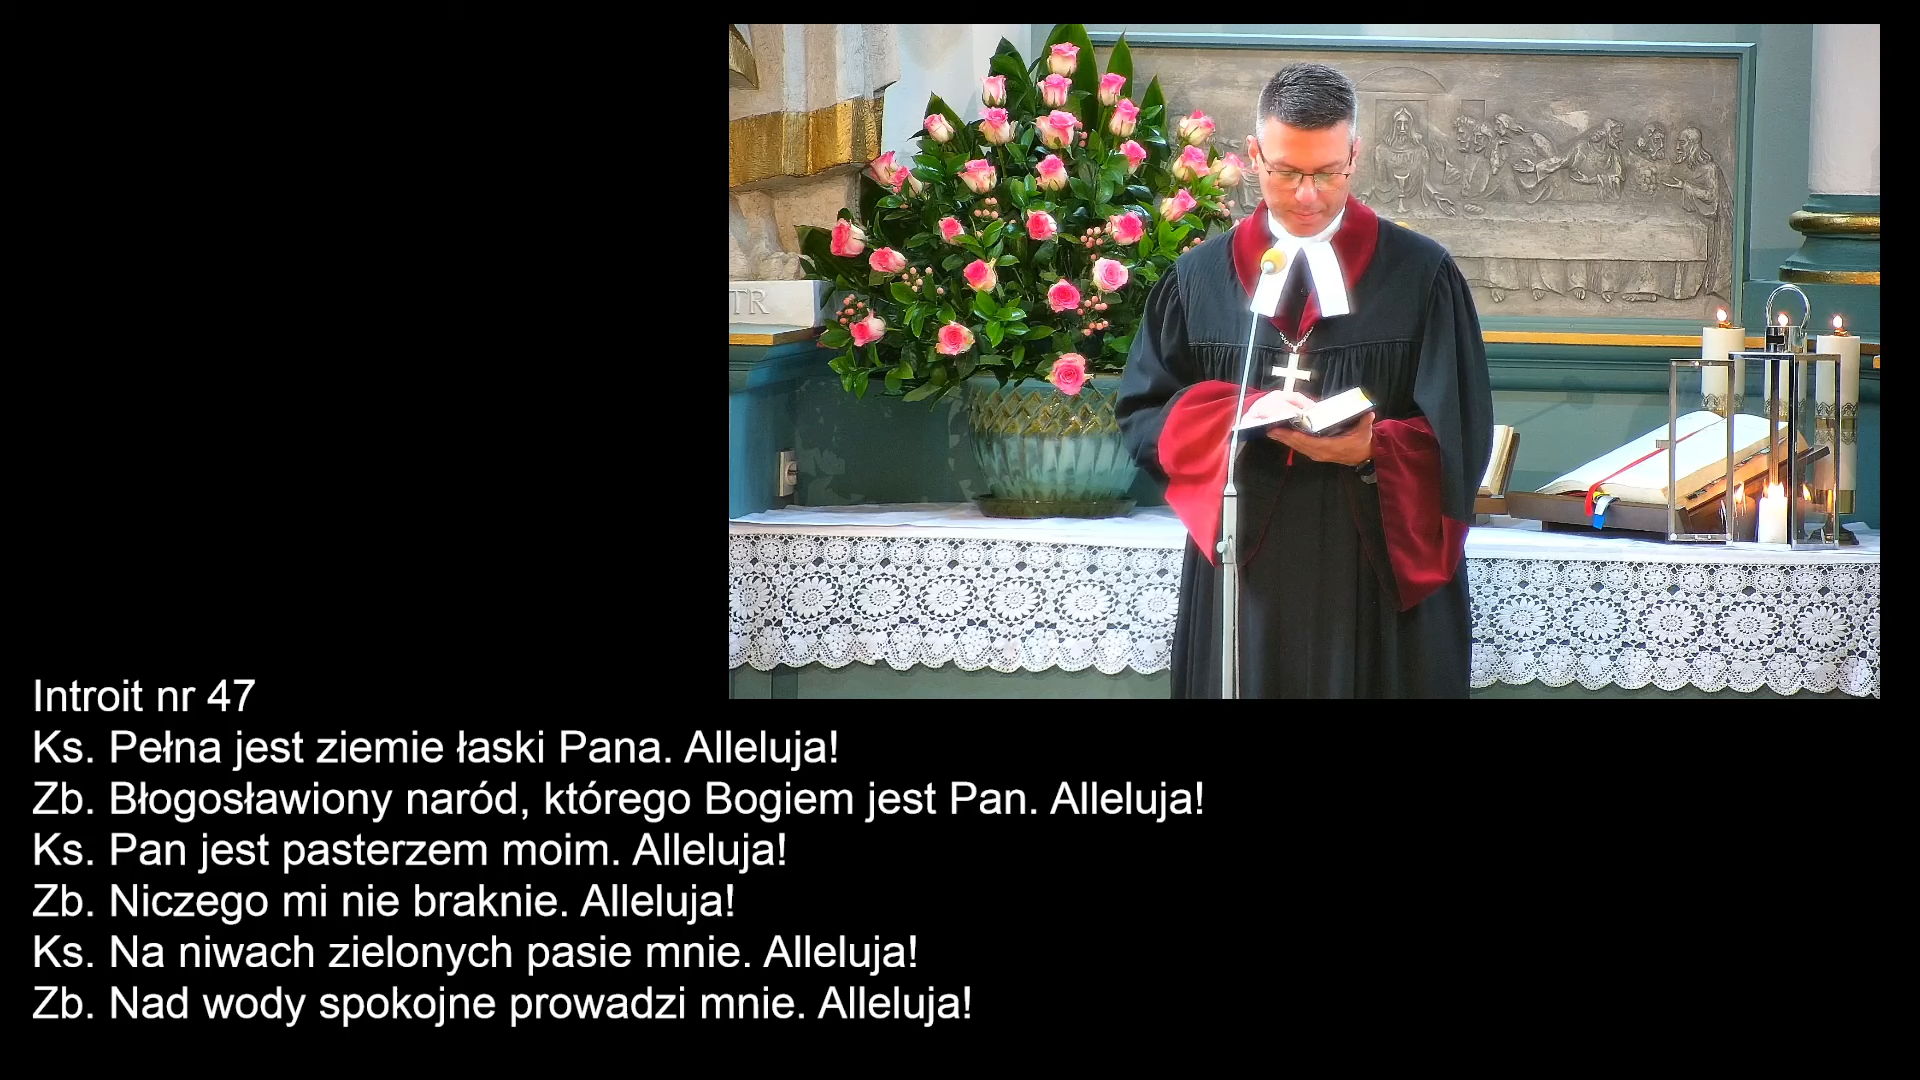 TR
Introit nr 47
Ks. Pełna jest ziemie łaski Pana. Alleluja!
Zb. Błogosławiony naród, którego Bogiem jest Pan. Alleluja!
Ks. Pan jest pasterzem moim. Alleluja!
Zb. Niczego mi nie braknie. Alleluja!
Ks. Na niwach zielonych pasie mnie. Alleluja!
Zb. Nad wody spokojne prowadzi mnie. Alleluja!